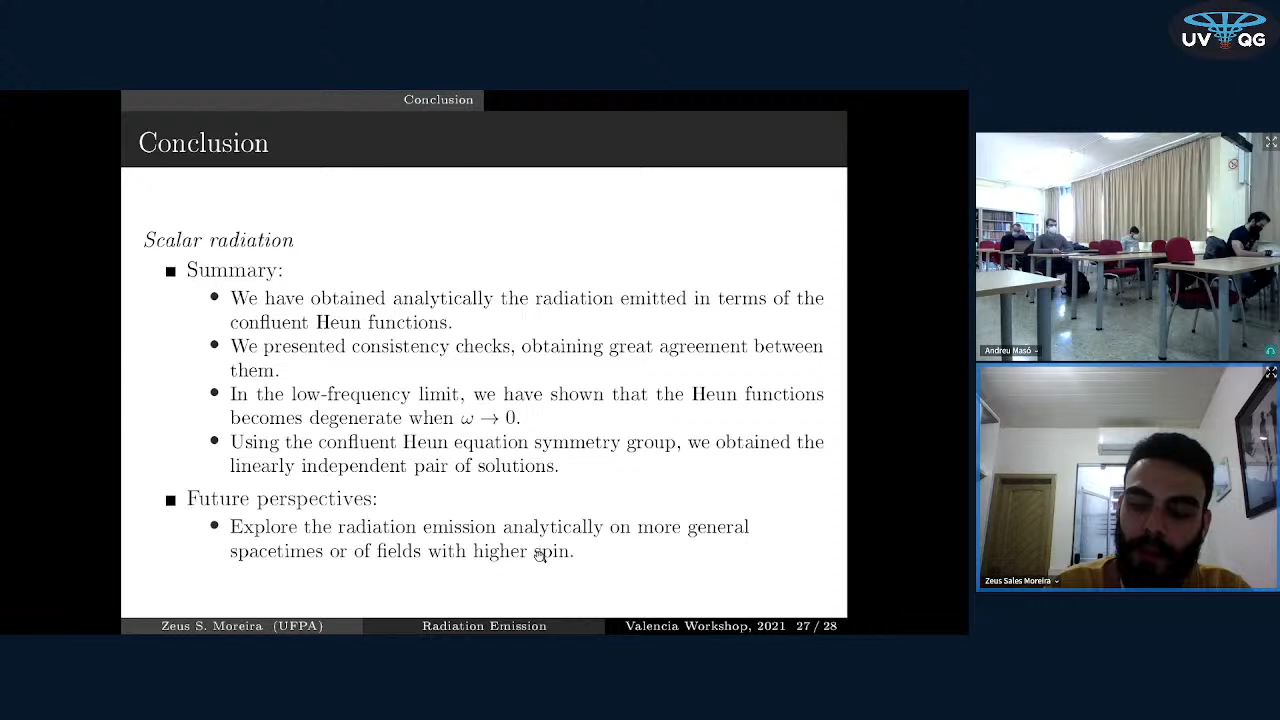 UV QG
Conclusion
Conclusion
Scalar radiation
Summary:
We have obtained analytically the radiation emitted in terms of the
confluent Heun functions.
We presented consistency checks, obtaining great agreement between
them.
In the low-frequency limit, we have shown that the Heun functions
becomes degenerate when ω → 0.
Using the confluent Heun equation symmetry group, we obtained the
linearly independent pair of solutions.
Future perspectives:
Explore the radiation emission analytically on more general
spacetimes or of fields with higher spin.
Zeus S. Moreira (UFPA) Radiation Emission Valencia Workshop, 2021 27 / 28
Andreu Masó
Zeus Sales Moreira